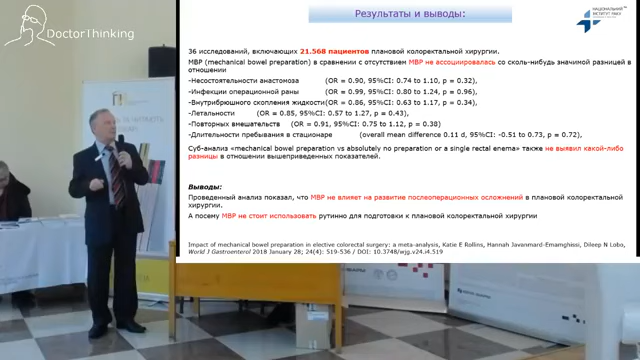 DoctorThinking
Результаты и выводы:
НАЦІОНАЛЬНИЙ
ІНСТИТУТ РАКУ
36 исследований, включающих 21.568 пациентов плановой колоректальной хирургии.
MBP (mechanical bowel preparation) в сравнении с отсутствием MBP не ассоциировалась со сколь-нибудь значимой разницей в
отношении
-Несостоятельности анастомоза (OR = 0.90, 95%CI: 0.74 to 1.10, p = 0.32),
-Инфекции операционной раны (OR = 0.99, 95%CI: 0.80 to 1.24, p = 0.96),
-Внутрибрюшного скопления жидкости(OR = 0.86, 95%CI: 0.63 to 1.17, p = 0.34),
-Летальности (OR = 0.85, 95%CI: 0.57 to 1.27, p = 0.43),
-Повторных вмешательств (OR = 0.91, 95%CI: 0.75 to 1.12, p = 0.38)
-Длительности пребывания в стационаре (overall mean difference 0.11 d, 95%CI: -0.51 to 0.73, p = 0.72),
Суб-анализ «mechanical bowel preparation vs absolutely no preparation or a single rectal enema» также не выявил какой-либо
разницы в отношении вышеприведенных показателей.
Выводы:
Проведенный анализ показал, что MBP не влияет на развитие послеоперационных осложнений в плановой колоректальной
хирургии.
А посему MBP не стоит использовать рутинно для подготовки к плановой колоректальной хирургии
Impact of mechanical bowel preparation in elective colorectal surgery: a meta-analysis, Katie E Rollins, Hannah Javanmard-Emamghissi, Dileep N Lobo,
World J Gastroenterol 2018 January 28; 24(4): 519-536 / DOI: 10.3748/wjg.v24.i4.519